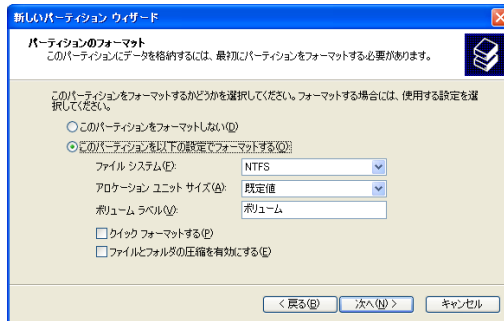 新しいパーティション ウィザード
パーティションのフォーマット
このパーティションにデータを格納するには、最初にパーティションをフォーマットする必要があります。
このパーティションをフォーマットするかどうかを選択してください。フォーマットする場合には、使用する設定を選
択してください。
このパーティションをフォーマットしない(D)
このパーティションを以下の設定でフォーマットする(O):
ファイル システム(F):
NTFS
アロケーション ユニット サイズ(A):
既定値
ボリューム ラベル(V):
ボリューム
クイック フォーマットする(P)
ファイルとフォルダの圧縮を有効にする(E)
< 戻る(B)
次へ(N) >
キャンセル